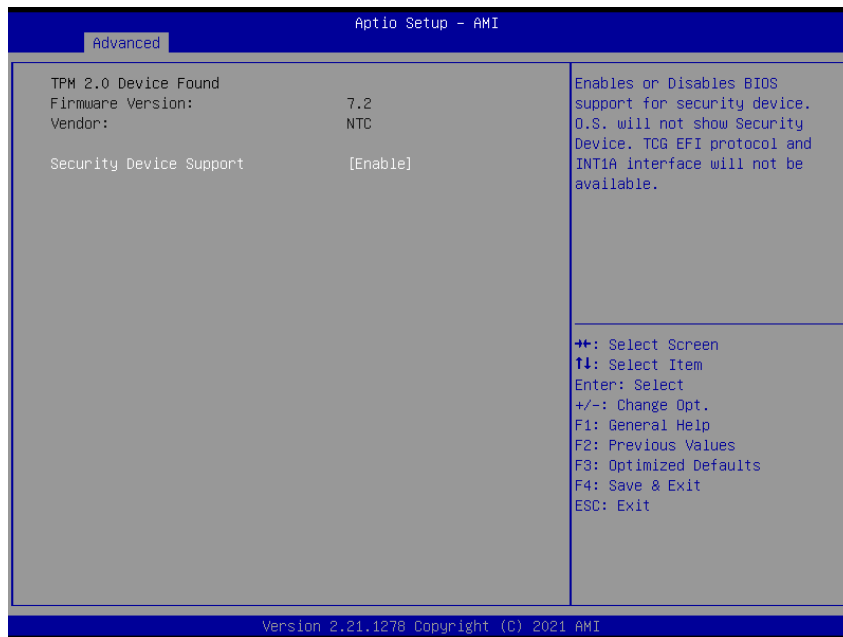 Aptio Setup – AMI
Advanced
TPM 2.0 Device Found
Firmware Version: 7.2
Vendor: NTC
Security Device Support [Enable]
Enables or Disables BIOS
support for security device.
O.S. will not show Security
Device. TCG EFI protocol and
INT1A interface will not be
available.
→←: Select Screen
↑↓: Select Item
Enter: Select
+/-: Change Opt.
F1: General Help
F2: Previous Values
F3: Optimized Defaults
F4: Save & Exit
ESC: Exit
Version 2.21.1278 Copyright (C) 2021 AMI